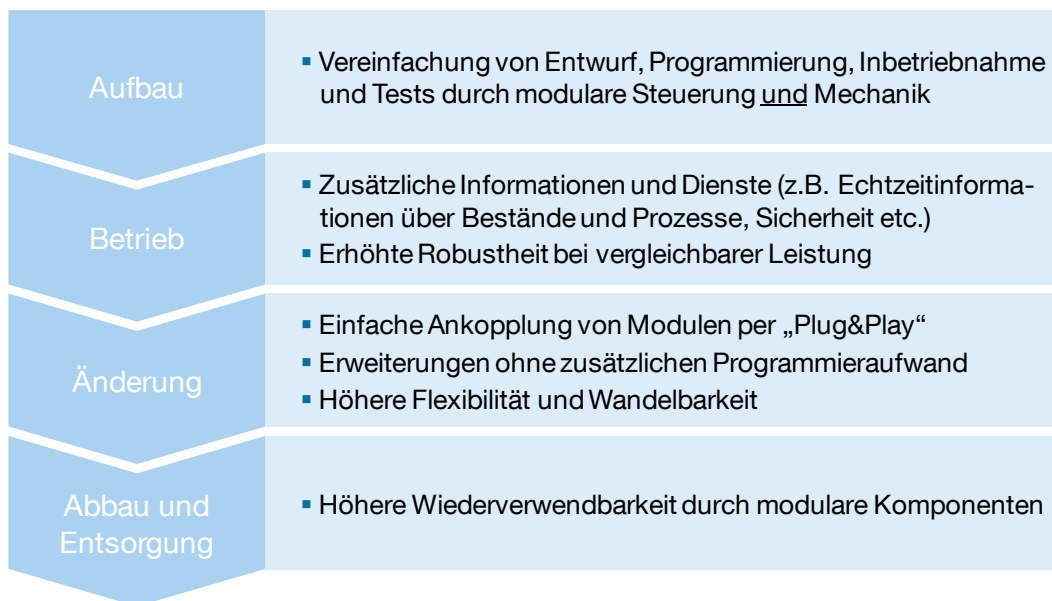 Aufbau
▪ Vereinfachung von Entwurf, Programmierung, Inbetriebnahme
und Tests durch modulare Steuerung und Mechanik
Betrieb
▪ Zusätzliche Informationen und Dienste (z.B. Echtzeitinforma-
tionen über Bestände und Prozesse, Sicherheit etc.)
▪ Erhöhte Robustheit bei vergleichbarer Leistung
Änderung
▪ Einfache Ankopplung von Modulen per „Plug&Play“
▪ Erweiterungen ohne zusätzlichen Programmieraufwand
▪ Höhere Flexibilität und Wandelbarkeit
Abbau und
Entsorgung
▪ Höhere Wiederverwendbarkeit durch modulare Komponenten